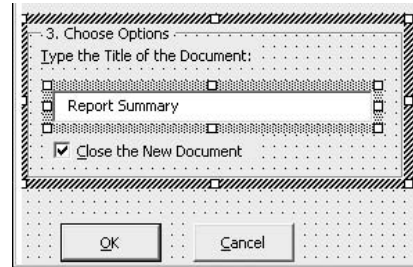 3. Choose Options
Type the Title of the Document:
Report Summary
Close the New Document
OK
Cancel